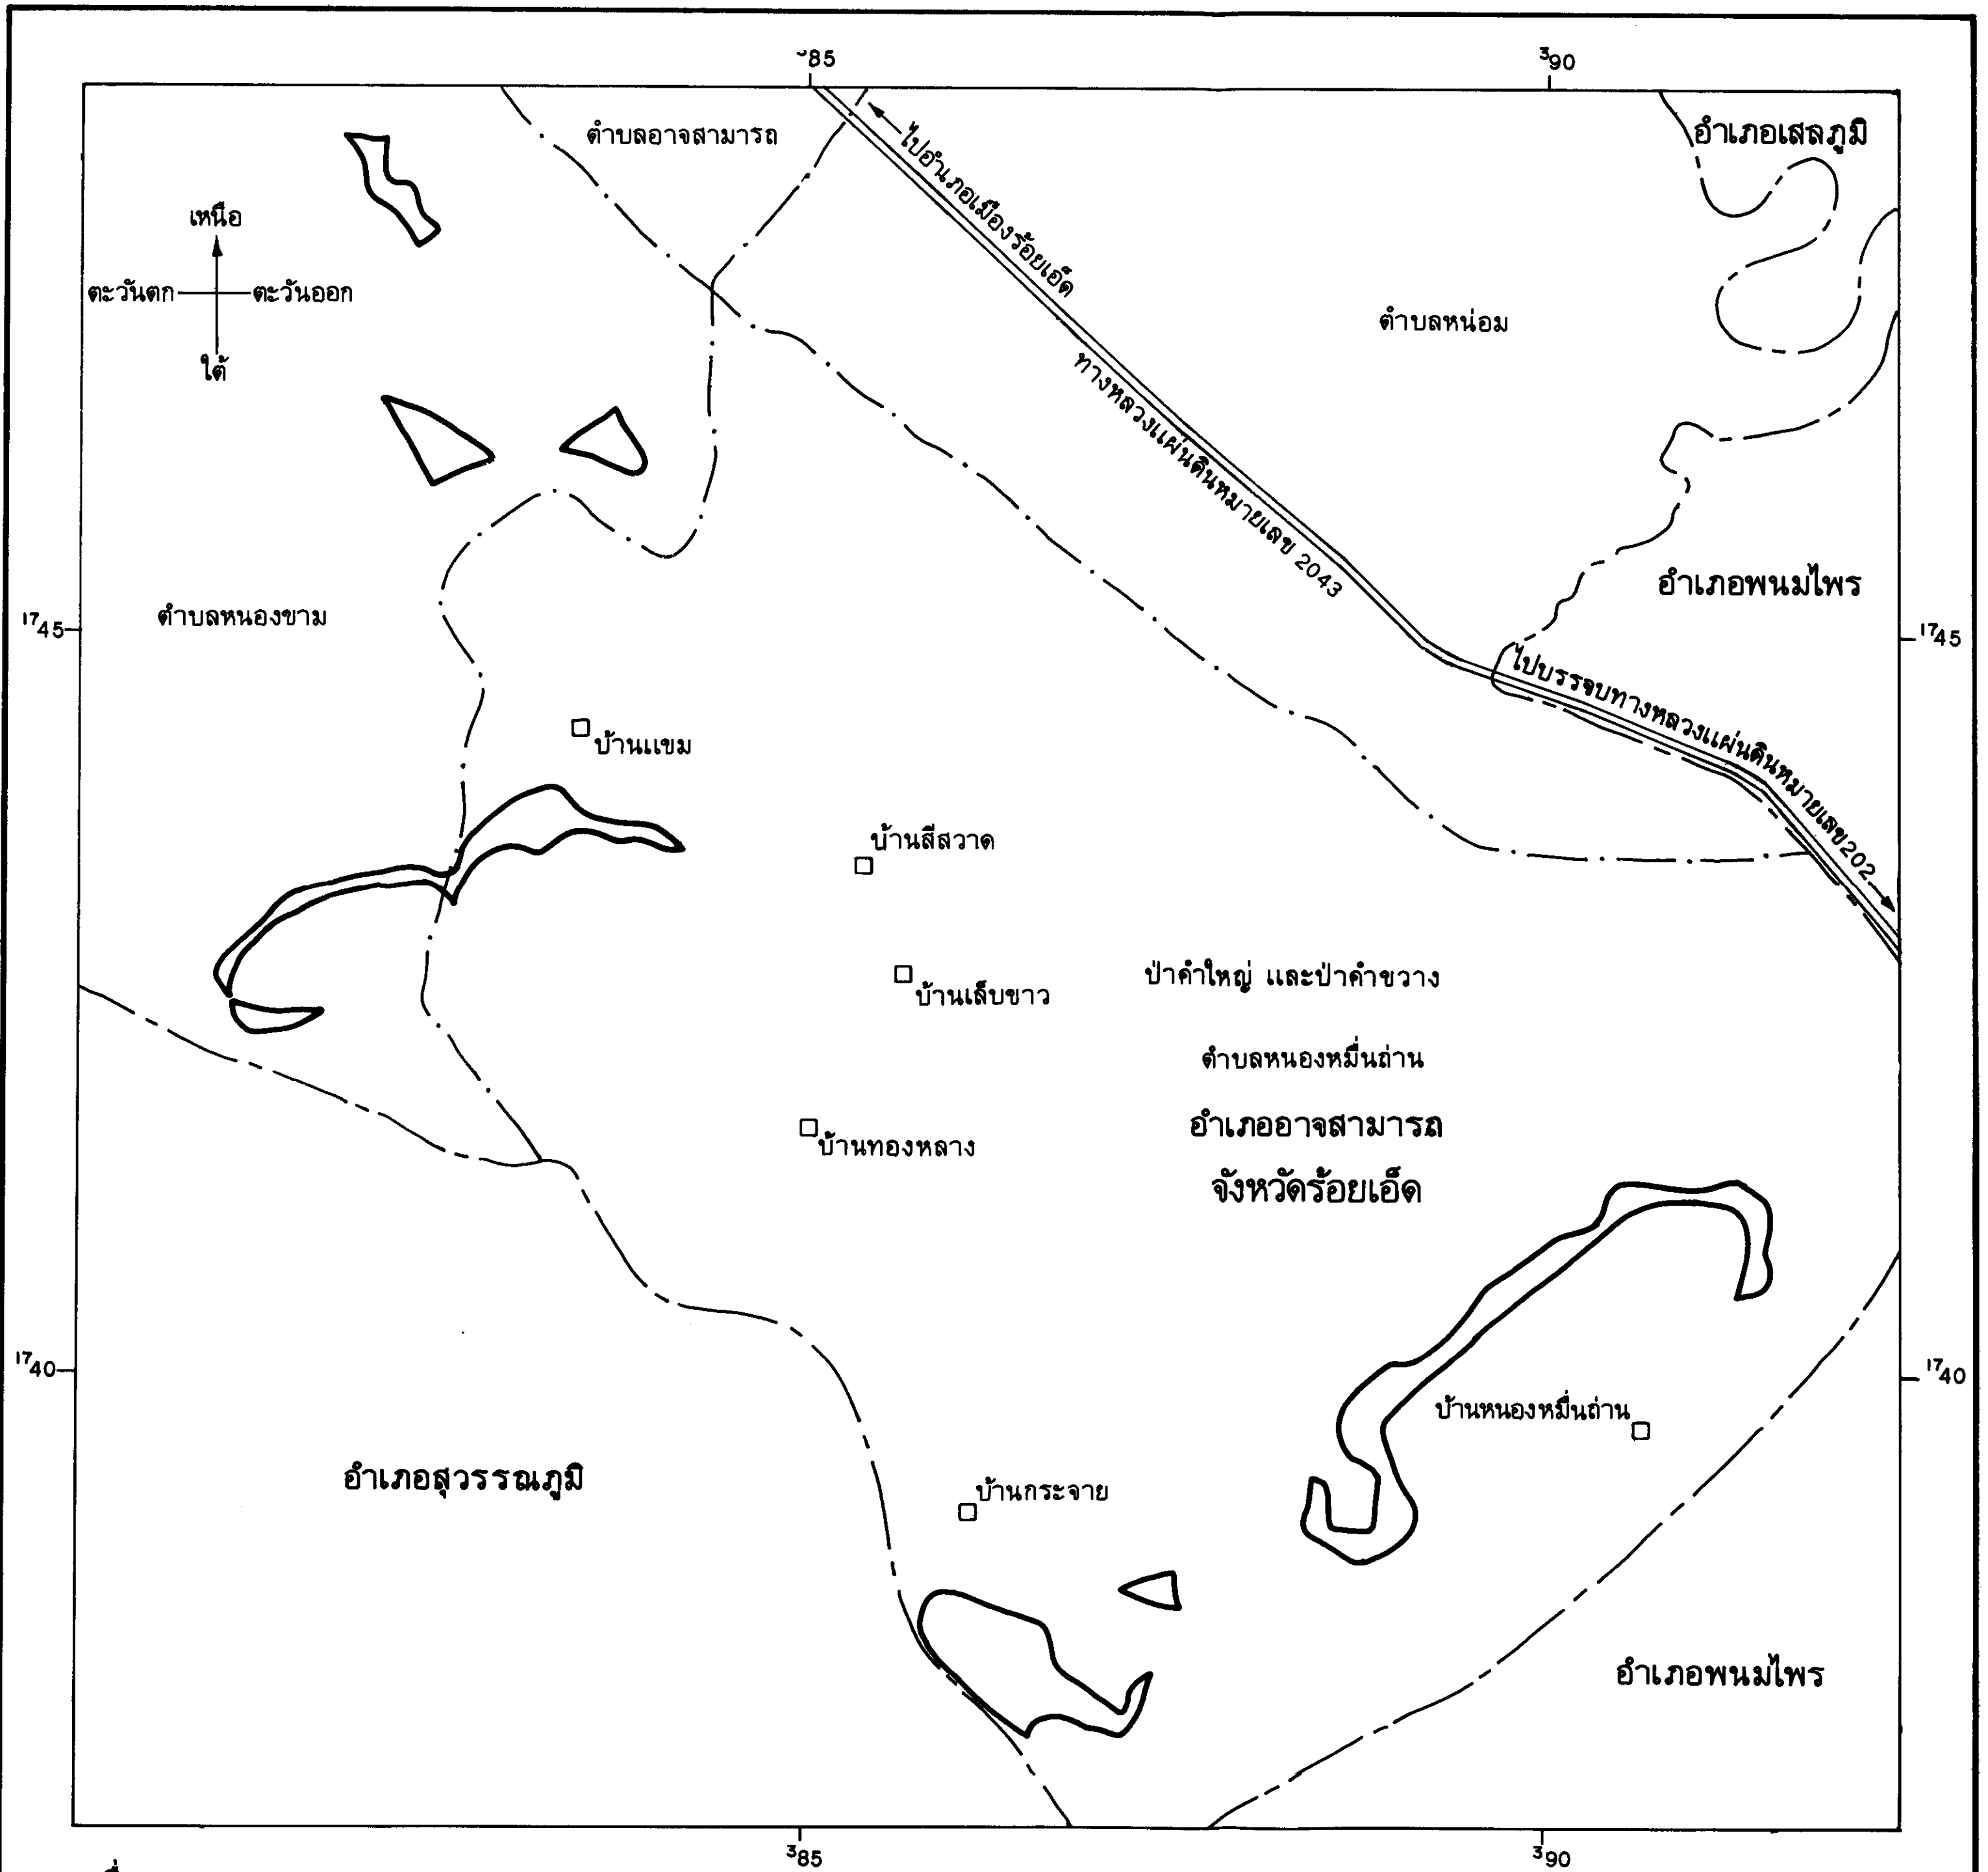 ³85
³90
ตำบลอาจสามารถ
อำเภอเสลภูมิ
ไปอำเภอเมืองร้อยเอ็ด
เหนือ
ตะวันตก
ตะวันออก
ใต้
ตำบลหน่อม
ทางหลวงแผ่นดินหมายเลข 2043
อำเภอพนมไพร
ตำบลหนองขาม
¹⁷45
¹⁷45
ไปบรรจบทางหลวงแผ่นดินหมายเลข202
บ้านแขม
บ้านสีสวาด
บ้านเล็บขาว
ป่าคำใหญ่ และป่าคำขวาง
ตำบลหนองหมื่นถ่าน
อำเภออาจสามารถ
บ้านทองหลาง
จังหวัดร้อยเอ็ด
¹⁷40
¹⁷40
บ้านหนองหมื่นถ่าน
อำเภอสุวรรณภูมิ
บ้านกระจาย
อำเภอพนมไพร
³85
³90